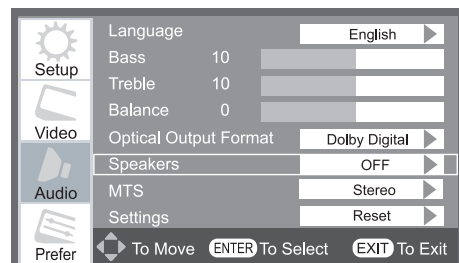 Setup
Video
Audio
Prefer
Language English
Bass 10
Treble 10
Balance 0
Optical Output Format Dolby Digital
Speakers OFF
MTS Stereo
Settings Reset
To Move ENTER To Select EXIT To Exit